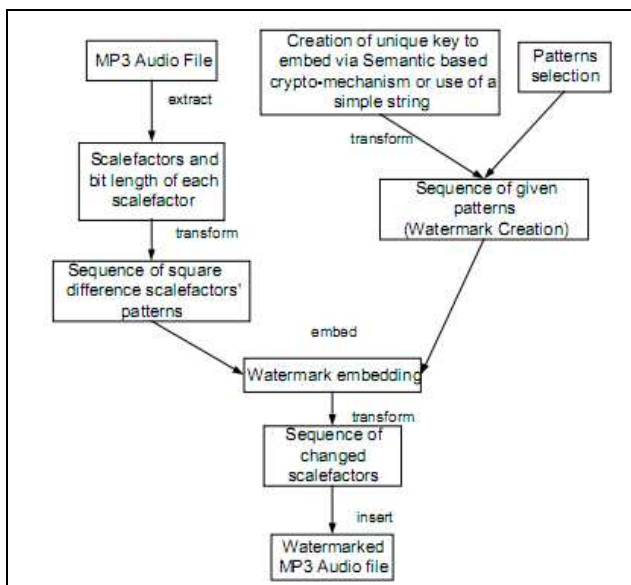 MP3 Audio File
Creation of unique key to
embed via Semantic based
crypto-mechanism or use of a
simple string
Patterns
selection
extract
transform
Scalefactors and
bit length of each
scalefactor
Sequence of given
patterns
(Watermark Creation)
transform
Sequence of square
difference scalefactors'
patterns
embed
Watermark embedding
transform
Sequence of
changed
scalefactors
insert
Watermarked
MP3 Audio file